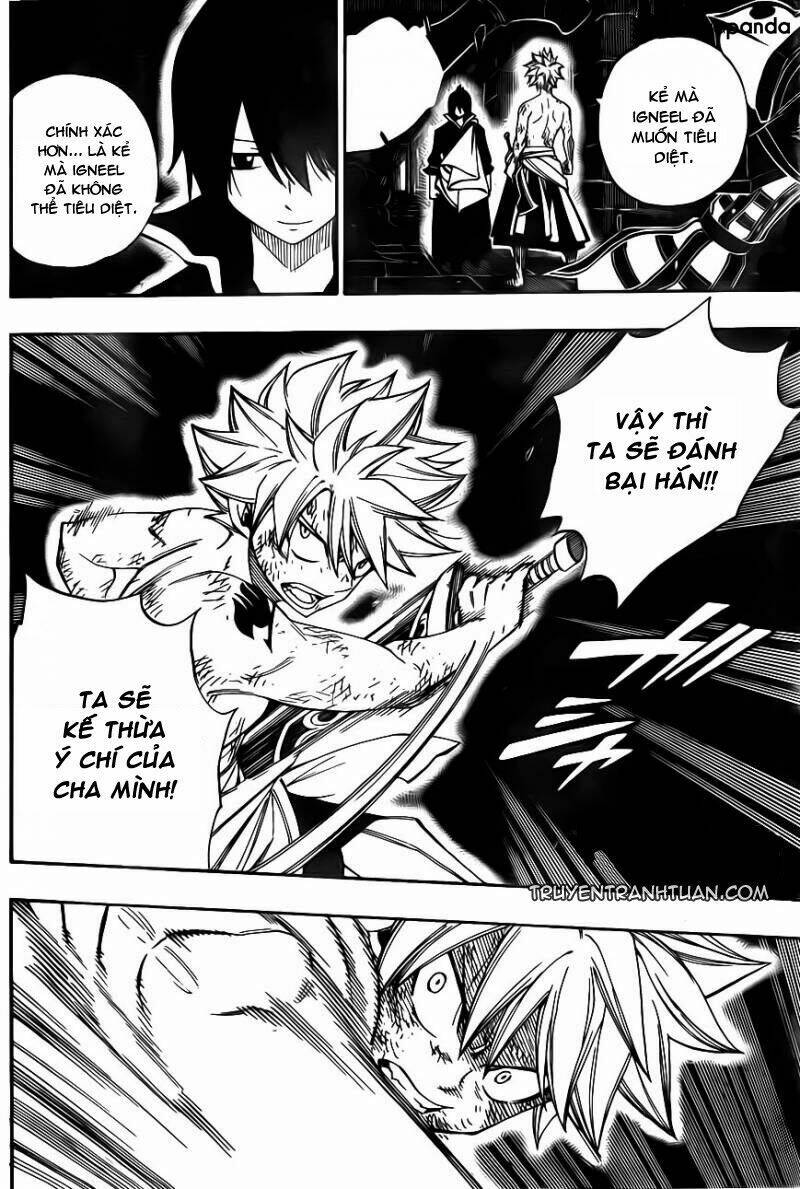 panda
KẺ MÀ
IGNEEL ĐÃ
MUỐN TIÊU
DIỆT.
CHÍNH XÁC
HƠN... LÀ KẺ
MÀ IGNEEL
ĐÃ KHÔNG
THỂ TIÊU DIỆT.
VẬY THÌ
TA SẼ ĐÁNH
BẠI HẮN!!
TA SẼ
KẾ THỪA
Ý CHÍ CỦA
CHA MÌNH!
TRUYENTRANHTUAN.COM